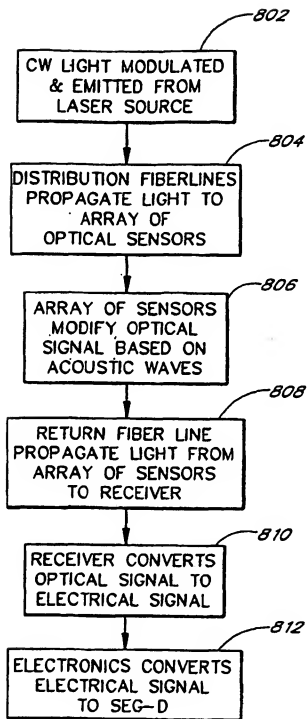 802
CW LIGHT MODULATED
& EMITTED FROM
LASER SOURCE
804
DISTRIBUTION FIBERLINES
PROPAGATE LIGHT TO
ARRAY OF
OPTICAL SENSORS
806
ARRAY OF SENSORS
MODIFY OPTICAL
SIGNAL BASED ON
ACOUSTIC WAVES
808
RETURN FIBER LINE
PROPAGATE LIGHT FROM
ARRAY OF SENSORS
TO RECEIVER
810
RECEIVER CONVERTS
OPTICAL SIGNAL TO
ELECTRICAL SIGNAL
812
ELECTRONICS CONVERTS
ELECTRICAL SIGNAL
TO SEG-D